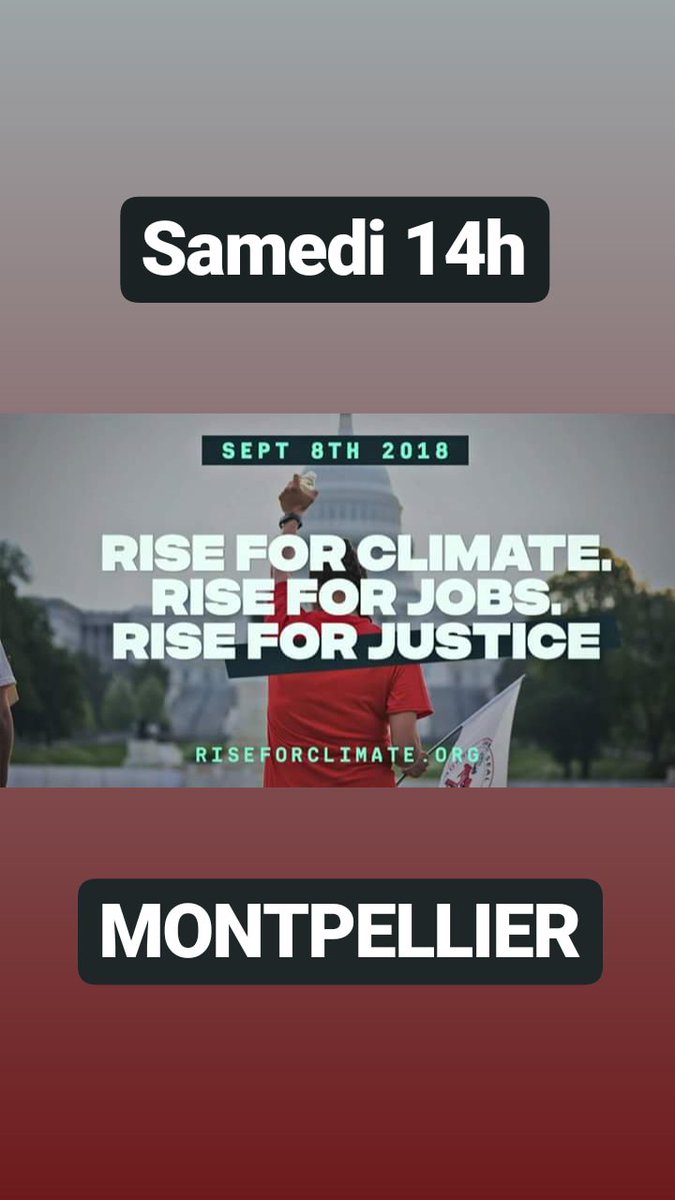 Samedi 14h
SEPT 8TH 2018
RISE FOR CLIMATE.
RISE FOR JOBS.
RISE FOR JUSTICE
RISEFORCLIMATE.ORG
MONTPELLIER